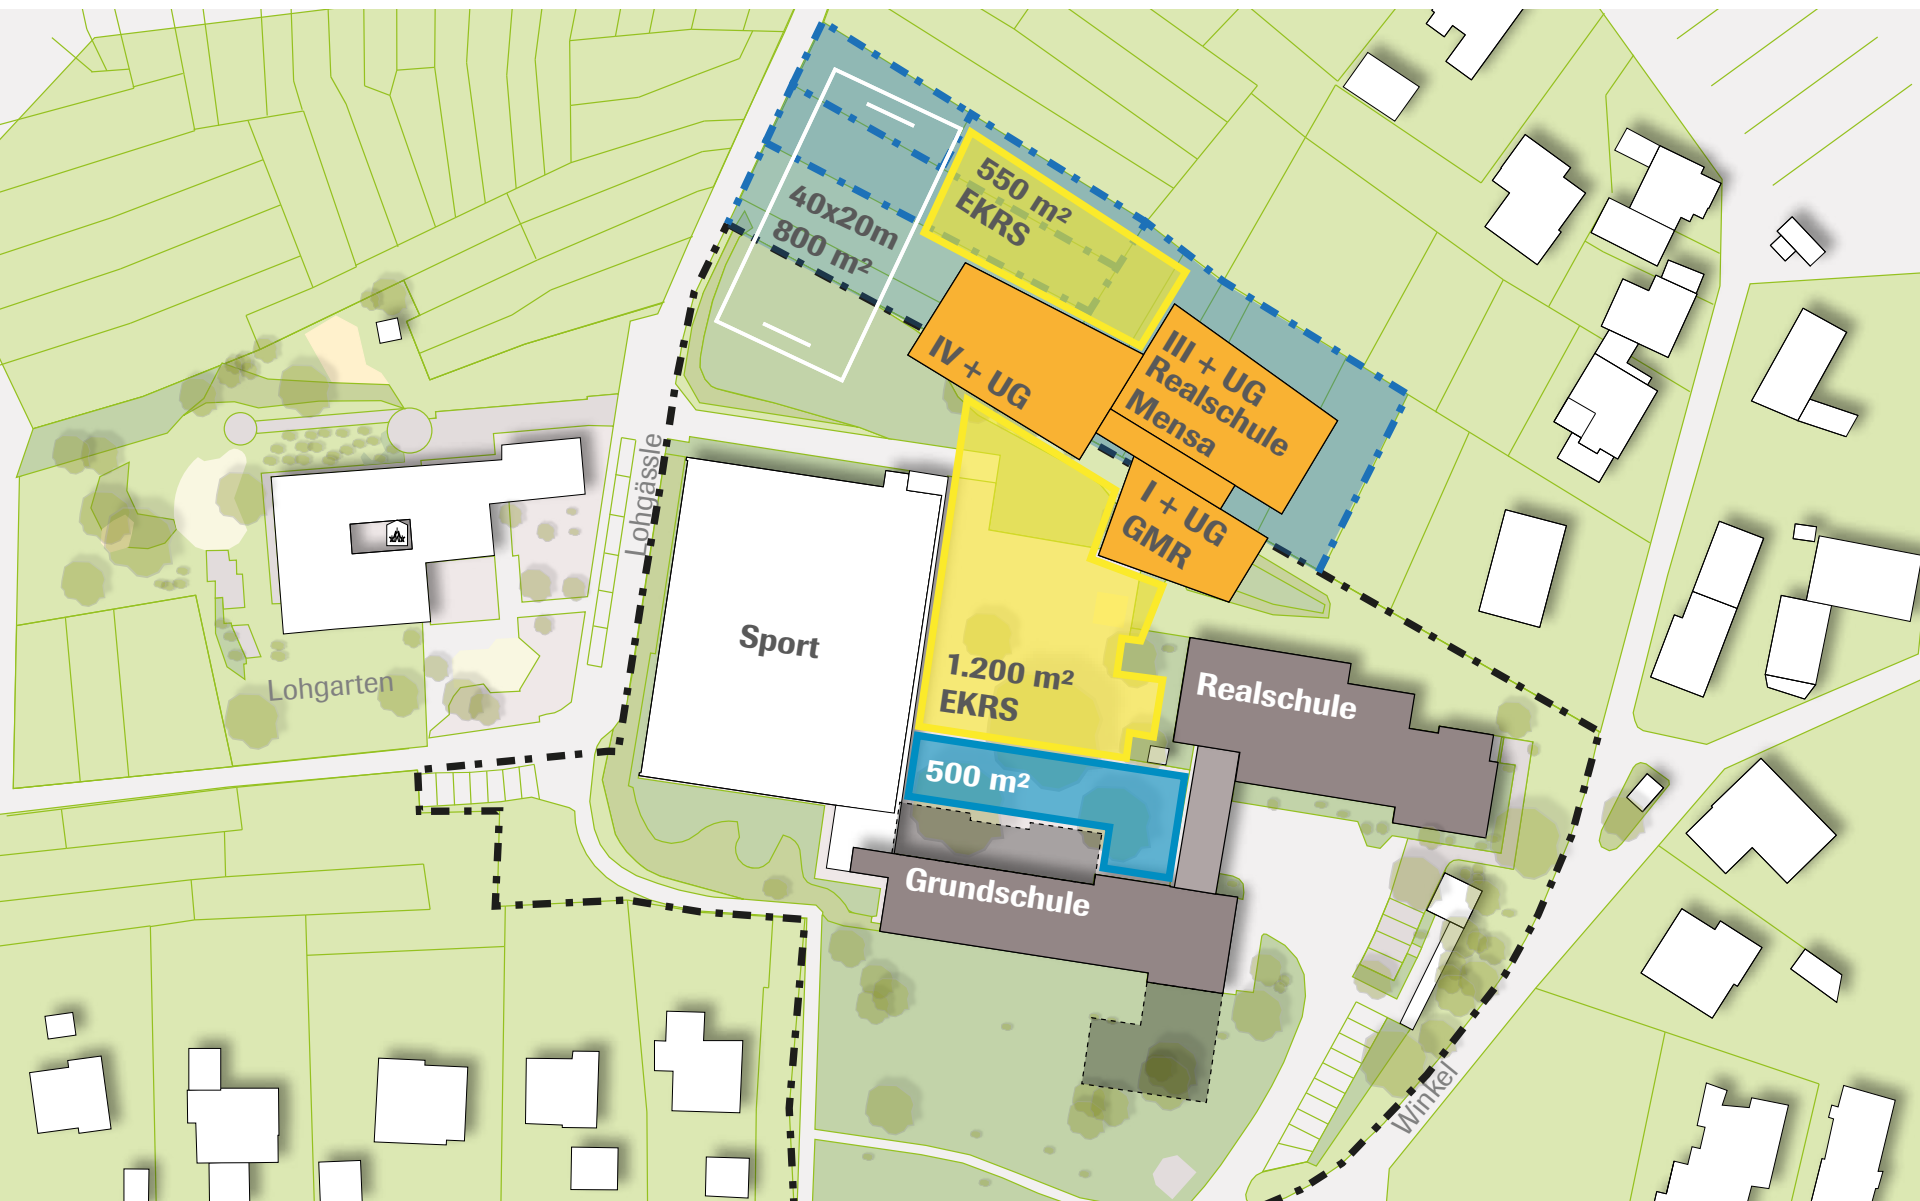 550 m²
EKRS
40x20m
800 m²
IV + UG
III + UG
Realschule
Mensa
I + UG
GMR
Lohgässle
Sport
Lohgarten
1.200 m²
EKRS
Realschule
500 m²
Grundschule
Winkel